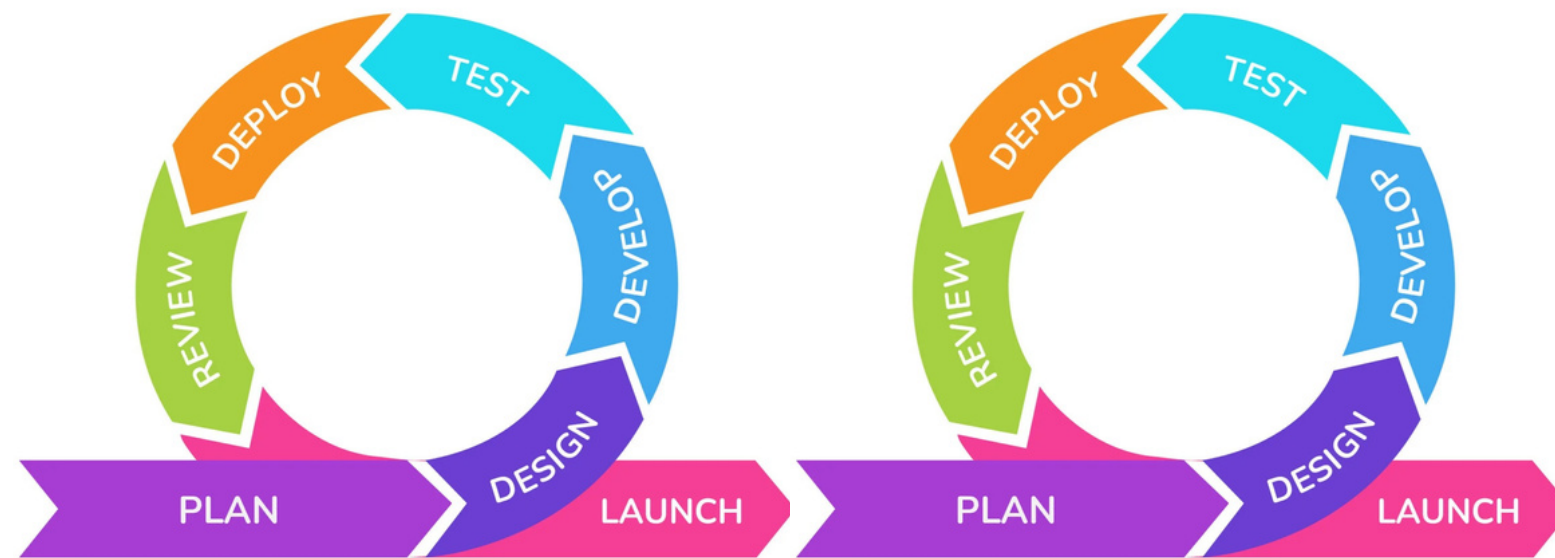 PLAN
DESIGN
DEVELOP
TEST
DEPLOY
REVIEW
LAUNCH
PLAN
DESIGN
DEVELOP
TEST
DEPLOY
REVIEW
LAUNCH